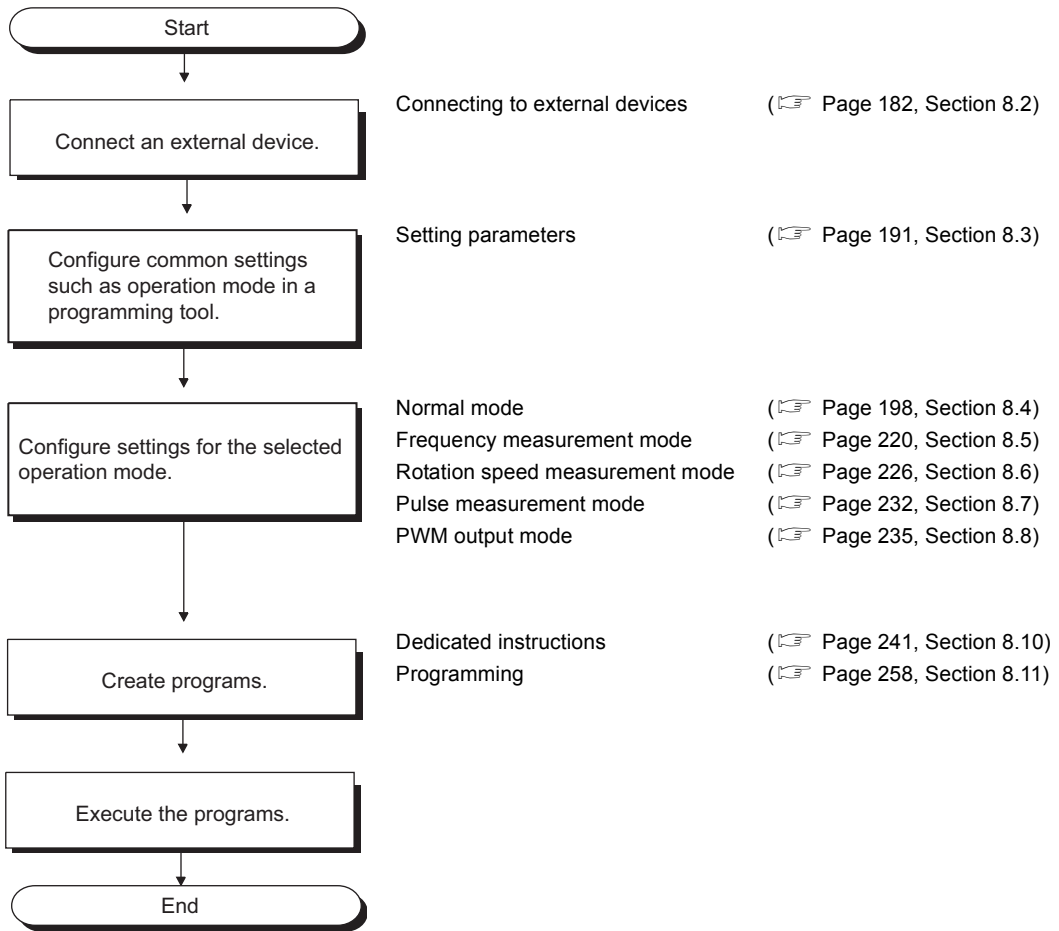 Start
Connect an external device.
Connecting to external devices (☞ Page 182, Section 8.2)
Configure common settings
such as operation mode in a
programming tool.
Setting parameters (☞ Page 191, Section 8.3)
Configure settings for the selected
operation mode.
Normal mode (☞ Page 198, Section 8.4)
Frequency measurement mode (☞ Page 220, Section 8.5)
Rotation speed measurement mode (☞ Page 226, Section 8.6)
Pulse measurement mode (☞ Page 232, Section 8.7)
PWM output mode (☞ Page 235, Section 8.8)
Create programs.
Dedicated instructions (☞ Page 241, Section 8.10)
Programming (☞ Page 258, Section 8.11)
Execute the programs.
End